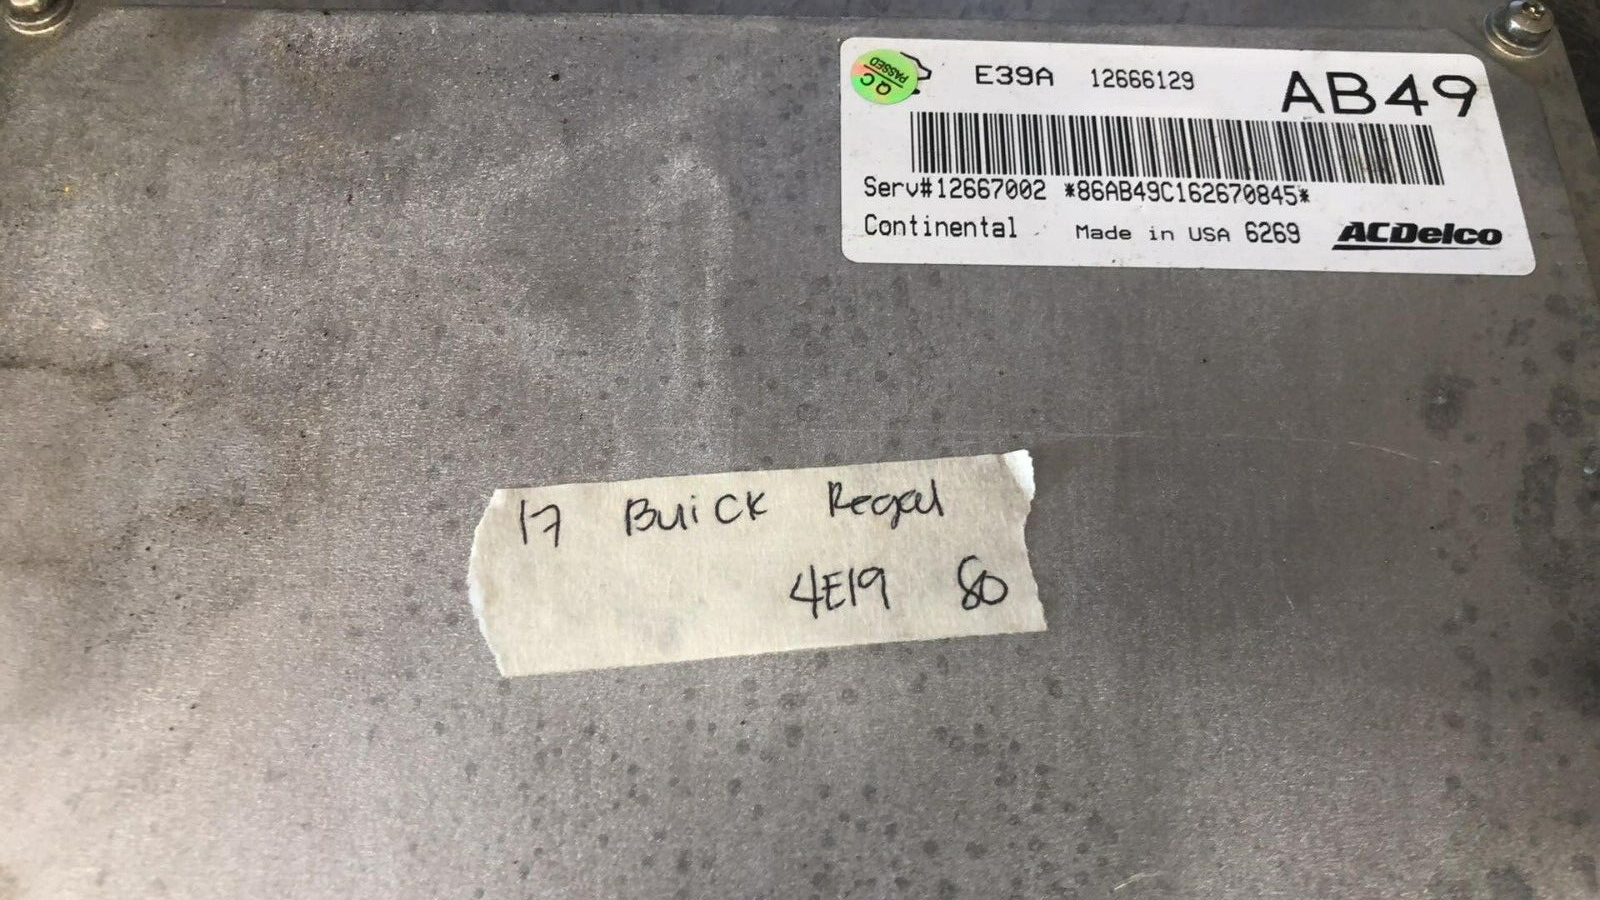 QC
PASSED
E39A 12666129 AB49
Serv#12667002 *86AB49C162670845*
Continental Made in USA 6269 ACDelco
17 BuiCK Regal
4E19 80